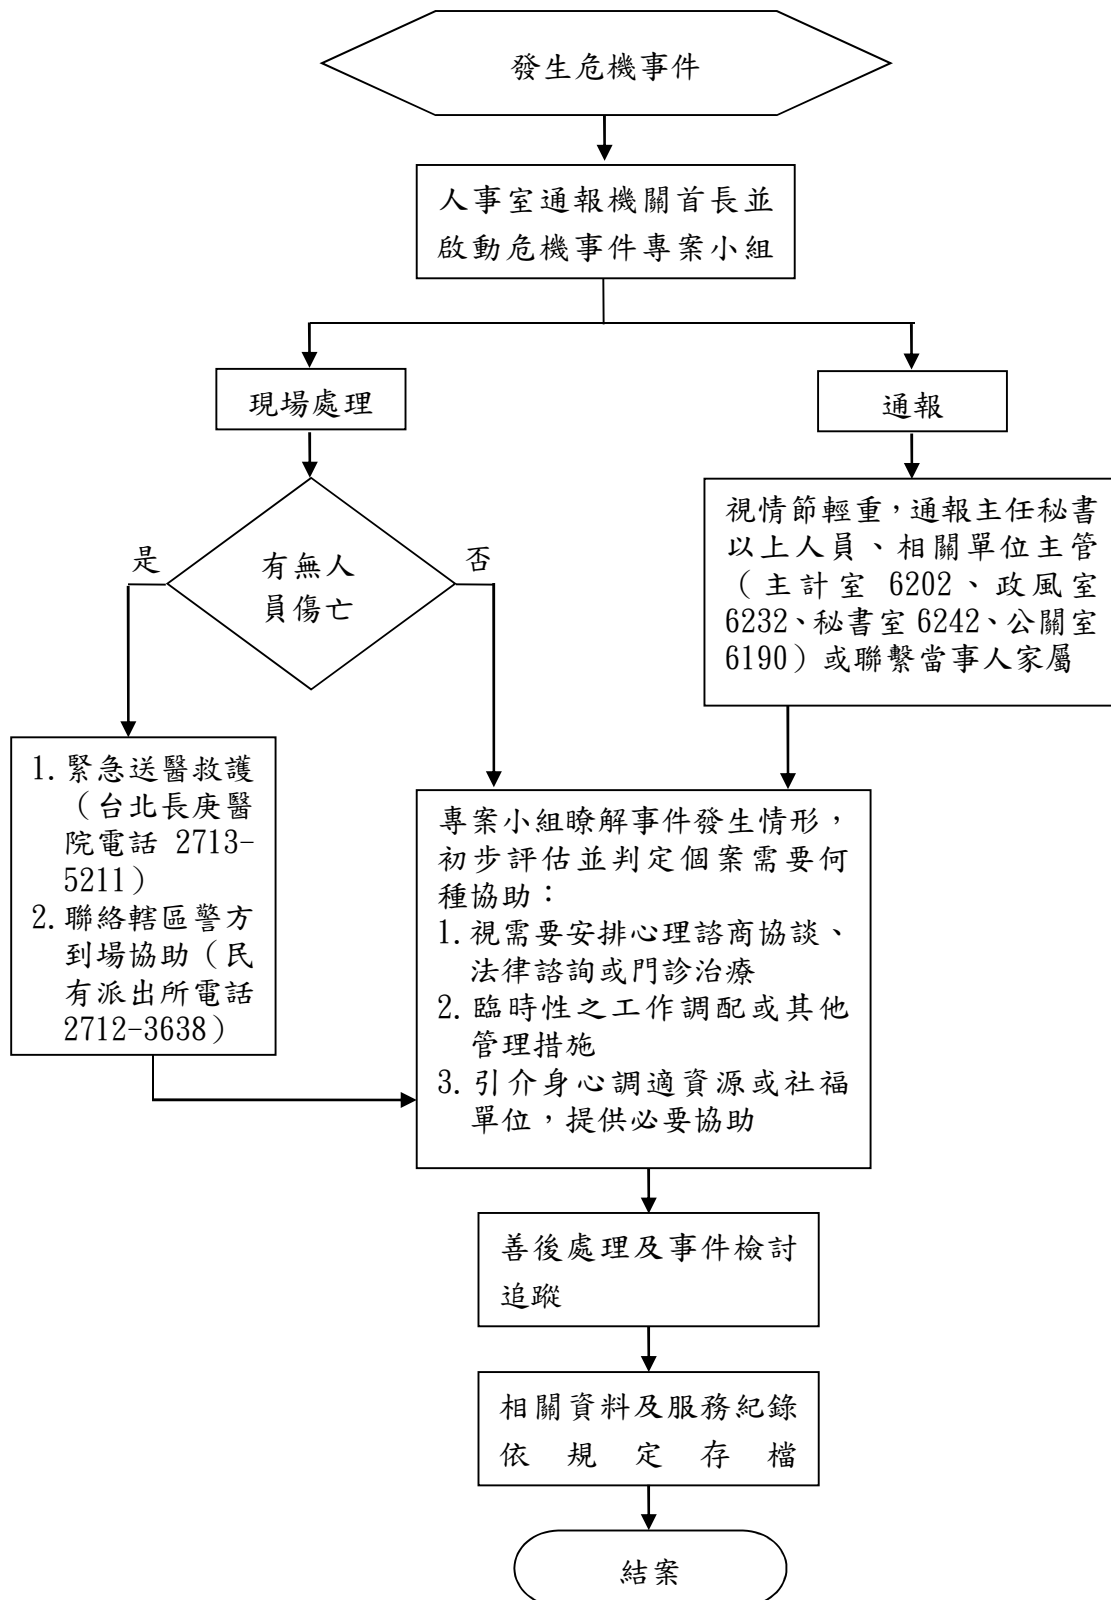 發生危機事件
人事室通報機關首長並
啟動危機事件專案小組
現場處理
通報
是
有無人
員傷亡
否
視情節輕重，通報主任秘書
以上人員、相關單位主管
（主計室 6202、政風室
6232、秘書室 6242、公關室
6190）或聯繫當事人家屬
1. 緊急送醫救護
（台北長庚醫
院電話 2713-
5211）
2. 聯絡轄區警方
到場協助（民
有派出所電話
2712-3638）
專案小組瞭解事件發生情形，
初步評估並判定個案需要何
種協助：
1. 視需要安排心理諮商協談、
法律諮詢或門診治療
2. 臨時性之工作調配或其他
管理措施
3. 引介身心調適資源或社福
單位，提供必要協助
善後處理及事件檢討
追蹤
相關資料及服務紀錄
依規定存檔
結案